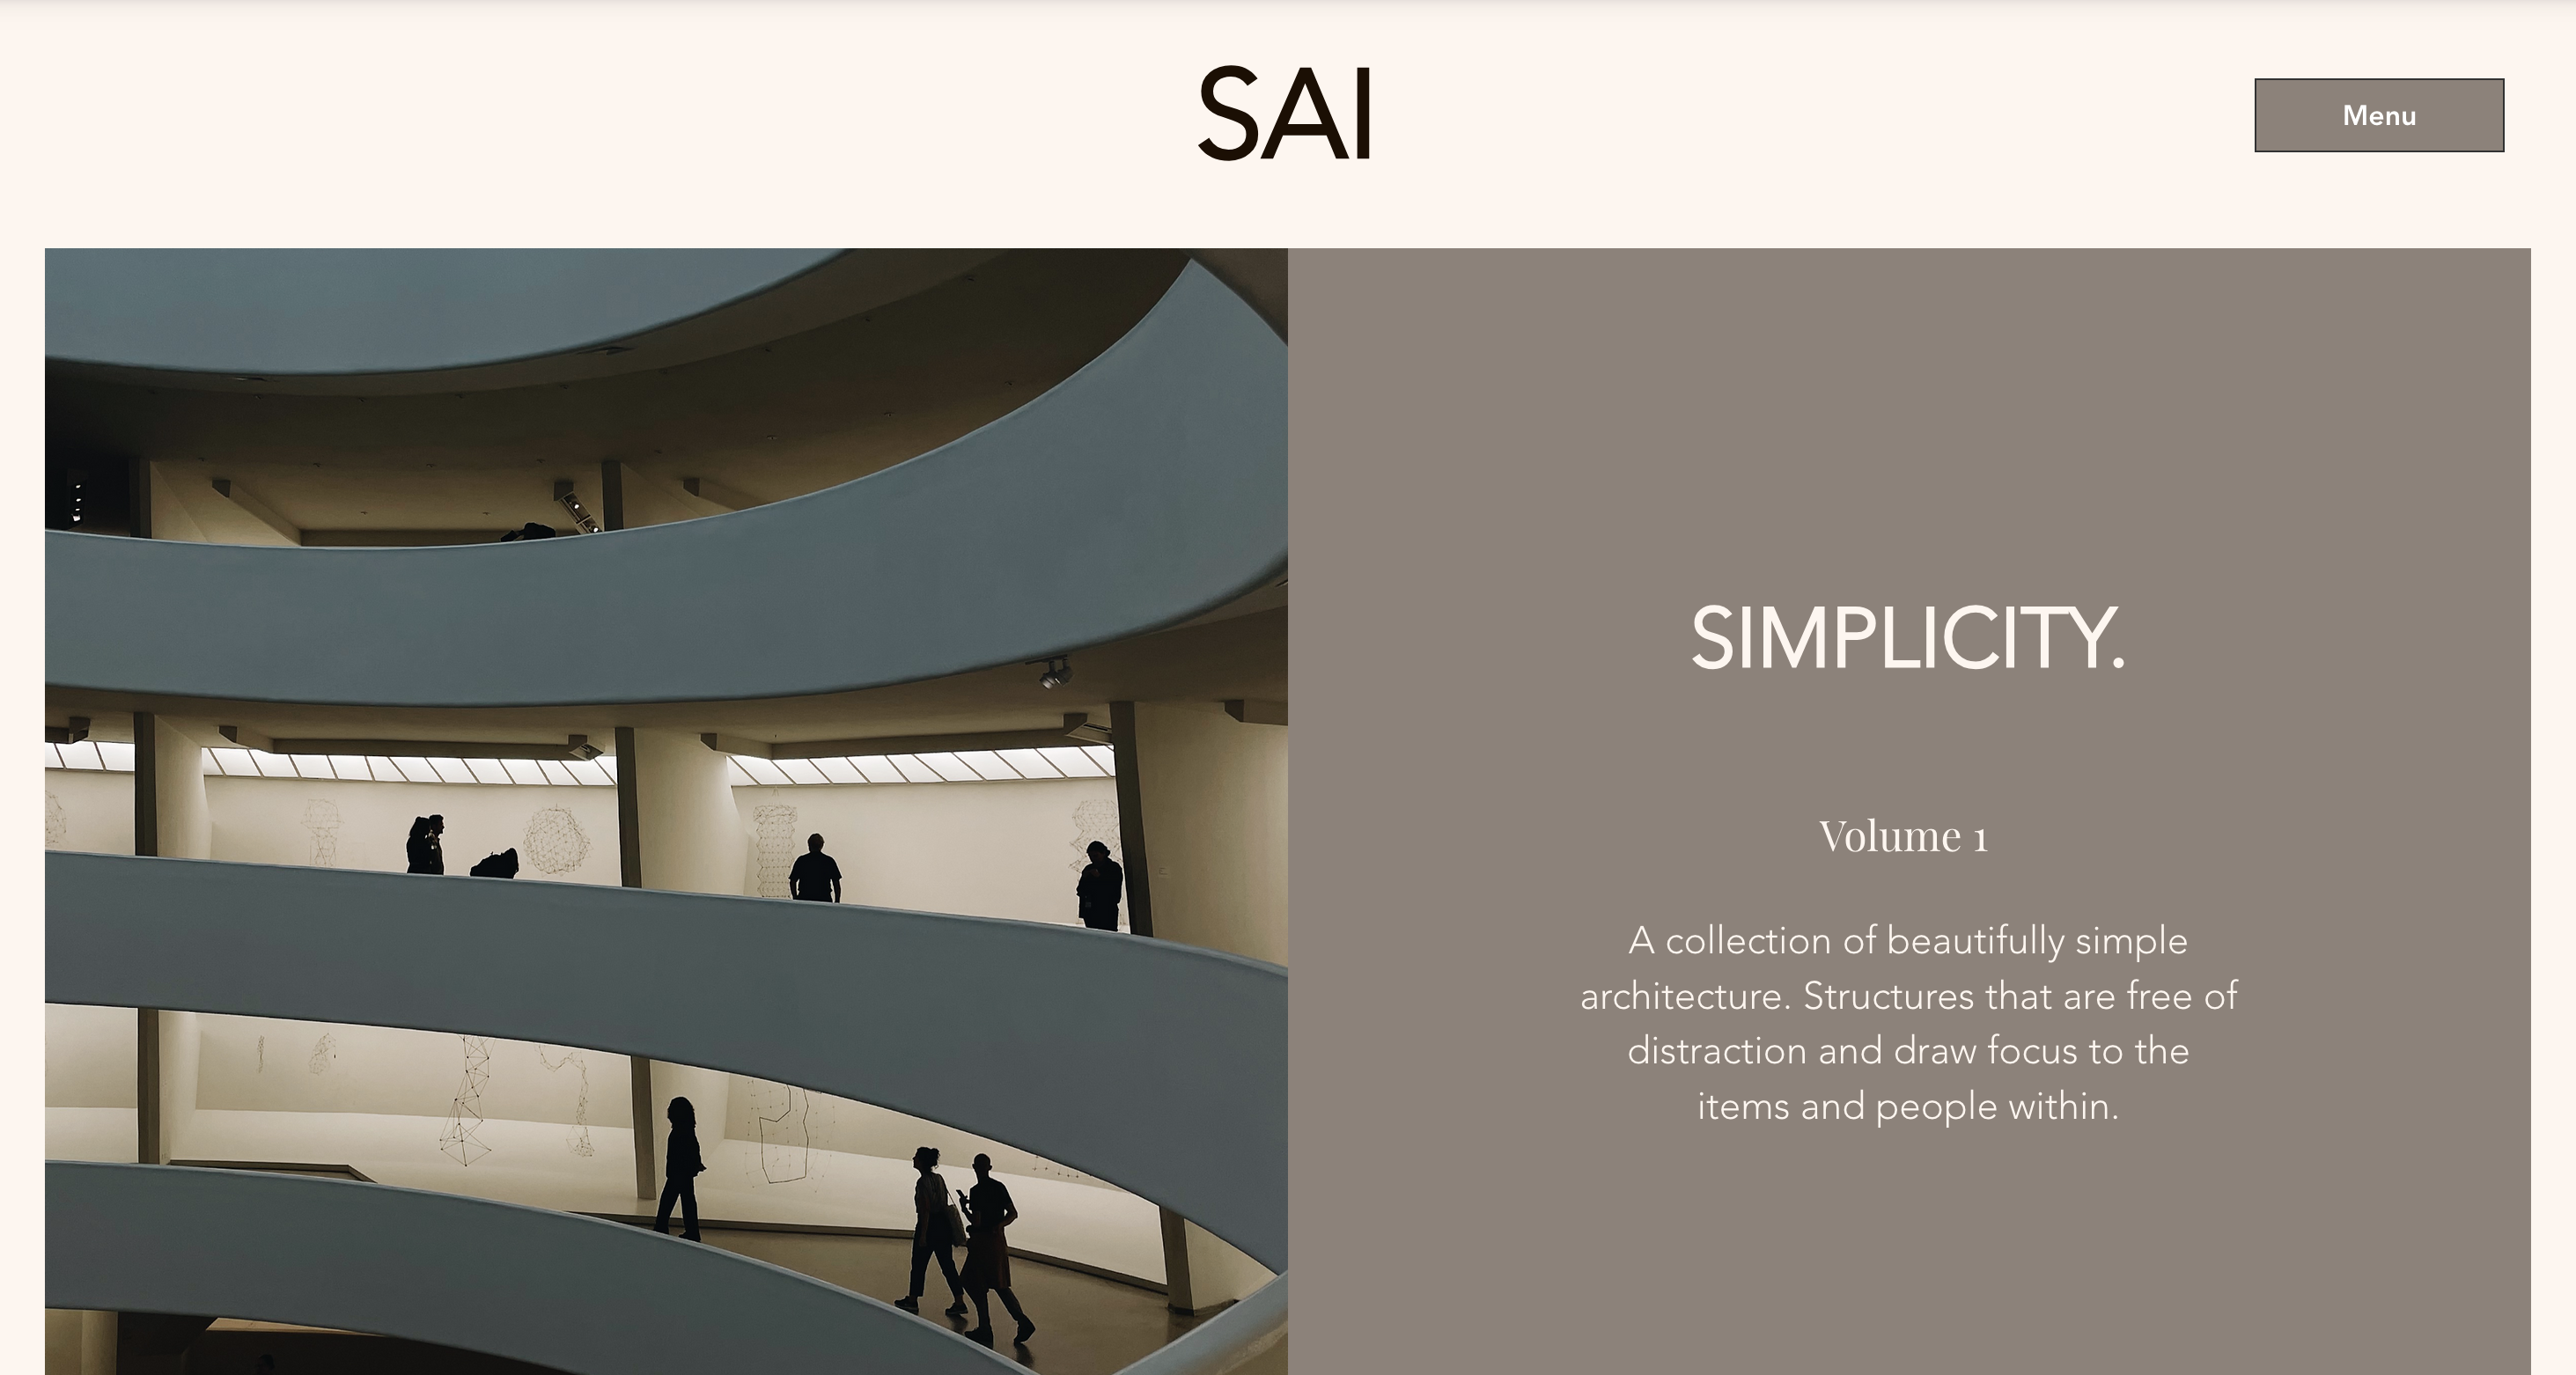 SAI
Menu
SIMPLICITY.
Volume 1
A collection of beautifully simple
architecture. Structures that are free of
distraction and draw focus to the
items and people within.